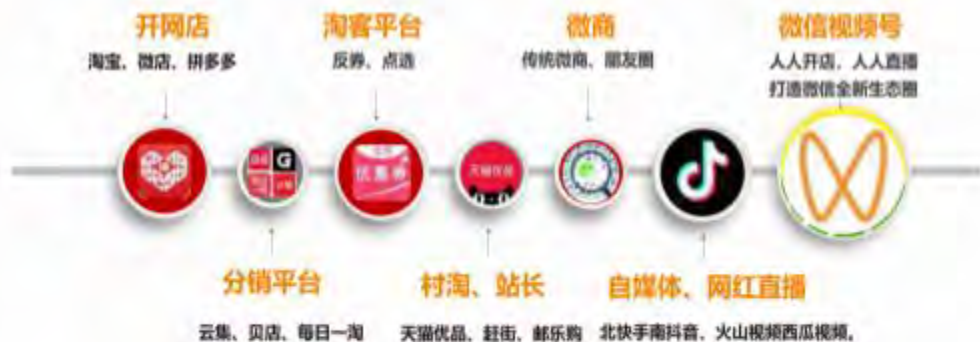 开网店
淘宝、微店、拼多多
淘客平台
反券、点选
微商
传统微商、朋友圈
微信视频号
人人开店，人人直播
打造微信全新生态圈
G
优惠券
天猫优品
分销平台
云集、贝店、每日一淘
村淘、站长
天猫优品、赶街、邮乐购
自媒体、网红直播
北快手南抖音、火山视频西瓜视频。